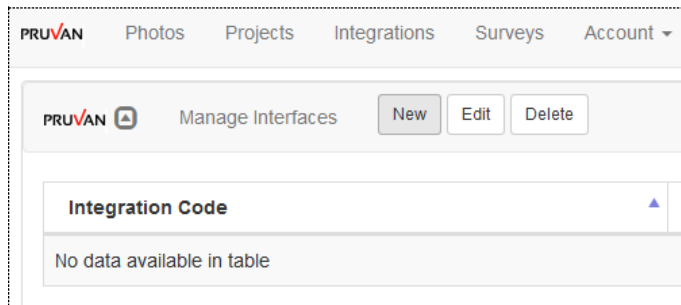 PRUVAN Photos Projects Integrations Surveys Account
PRUVAN Manage Interfaces New Edit Delete
Integration Code
No data available in table